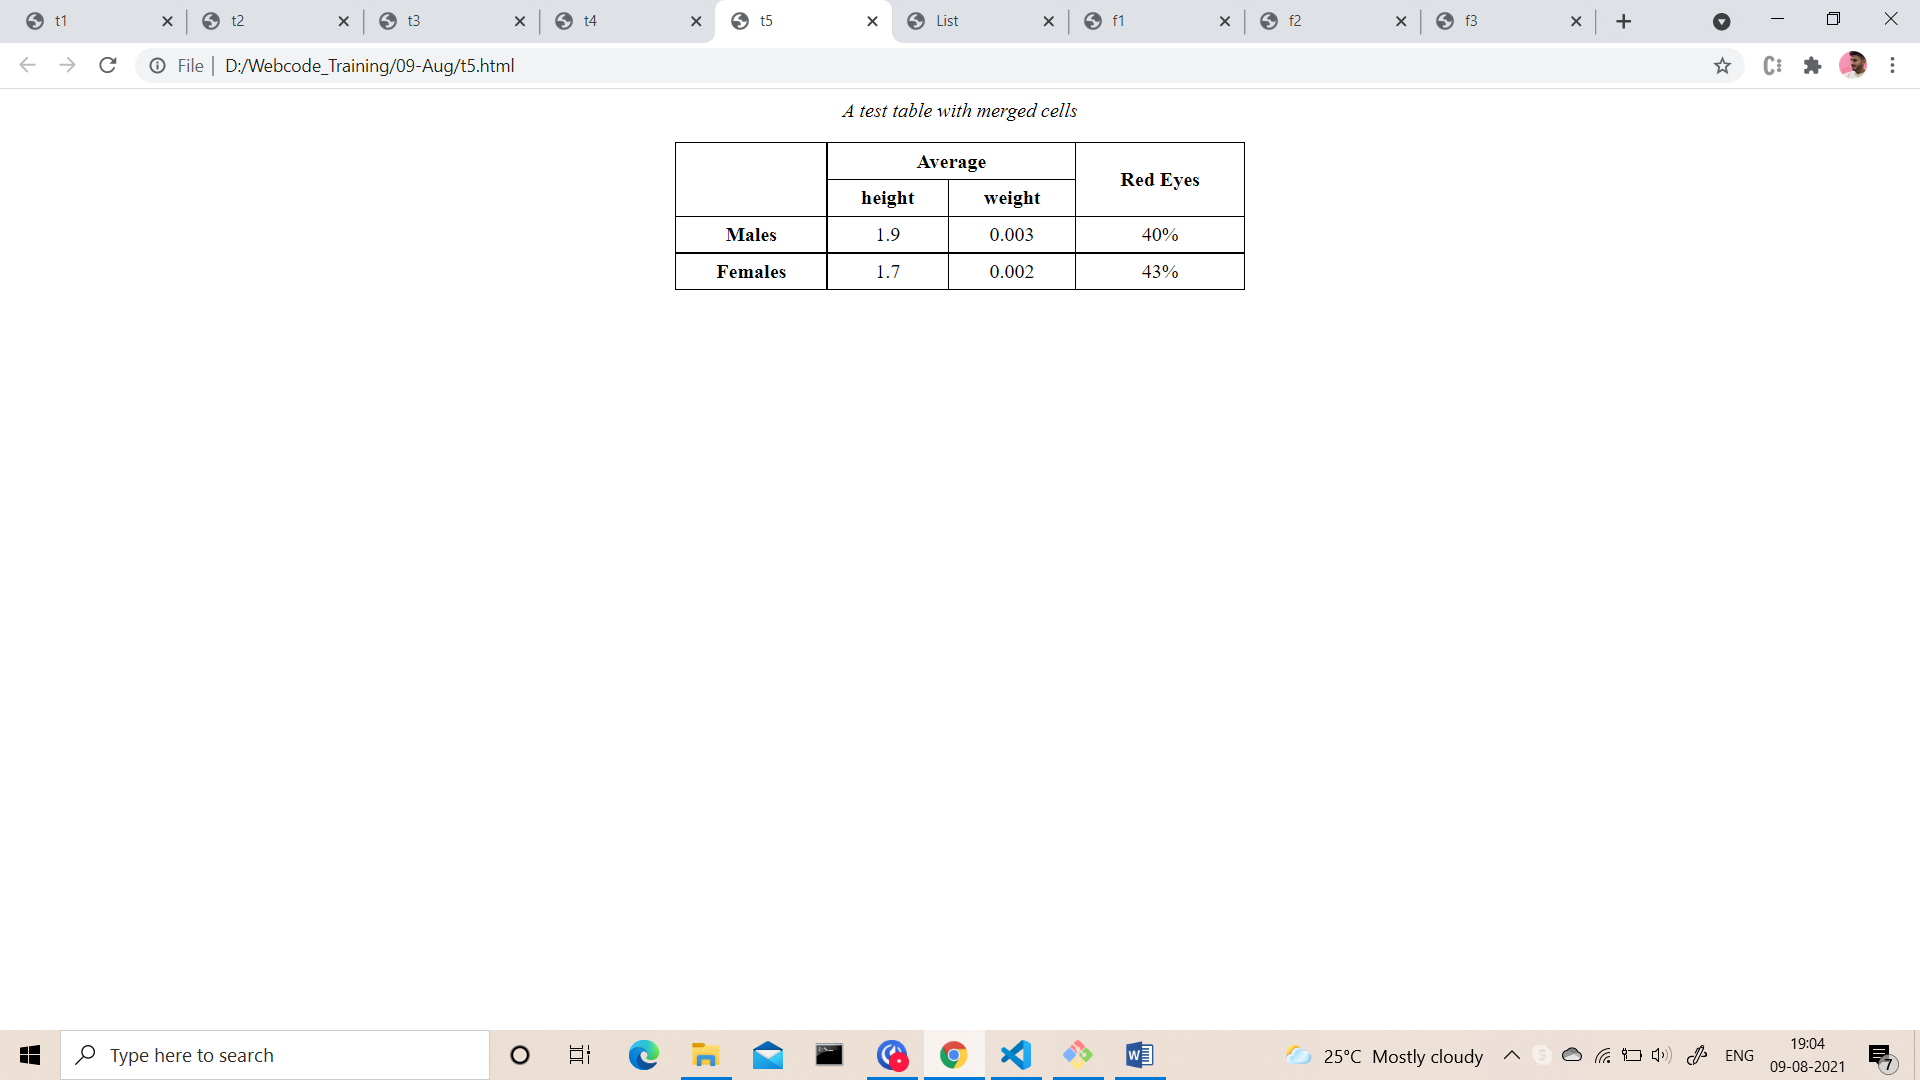 t1 t2 t3 t4 t5 List f1 f2 f3
File D:/Webcode_Training/09-Aug/t5.html
A test table with merged cells
Average Red Eyes
height weight
Males 1.9 0.003 40%
Females 1.7 0.002 43%
Type here to search 25°C Mostly cloudy ENG 19:04
09-08-2021 7